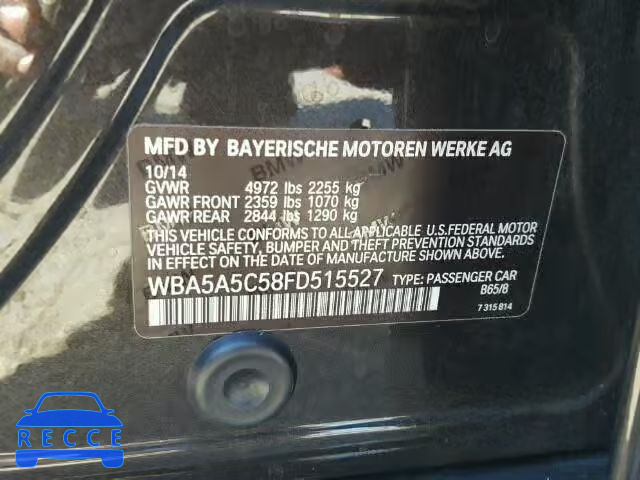 MFD BY BAYERISCHE MOTOREN WERKE AG
10/14
GVWR 4972 lbs 2255 kg
GAWR FRONT 2359 lbs 1070 kg
GAWR REAR 2844 lbs 1290 kg
THIS VEHICLE CONFORMS TO ALL APPLICABLE U.S.FEDERAL MOTOR
VEHICLE SAFETY, BUMPER AND THEFT PREVENTION STANDARDS
IN EFFECT ON THE DATE OF MANUFACTURE SHOWN ABOVE.
WBA5A5C58FD515527 TYPE: PASSENGER CAR
B65/8
7 315 814
RECCE